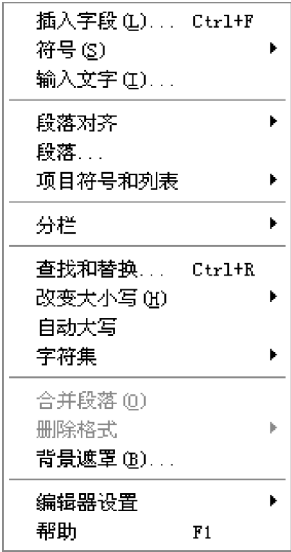 插入字段(L)... Ctrl+F
符号(S)
输入文字(T)...
段落对齐
段落...
项目符号和列表
分栏
查找和替换... Ctrl+R
改变大小写(H)
自动大写
字符集
合并段落(O)
删除格式
背景遮罩(B)...
编辑器设置
帮助 F1